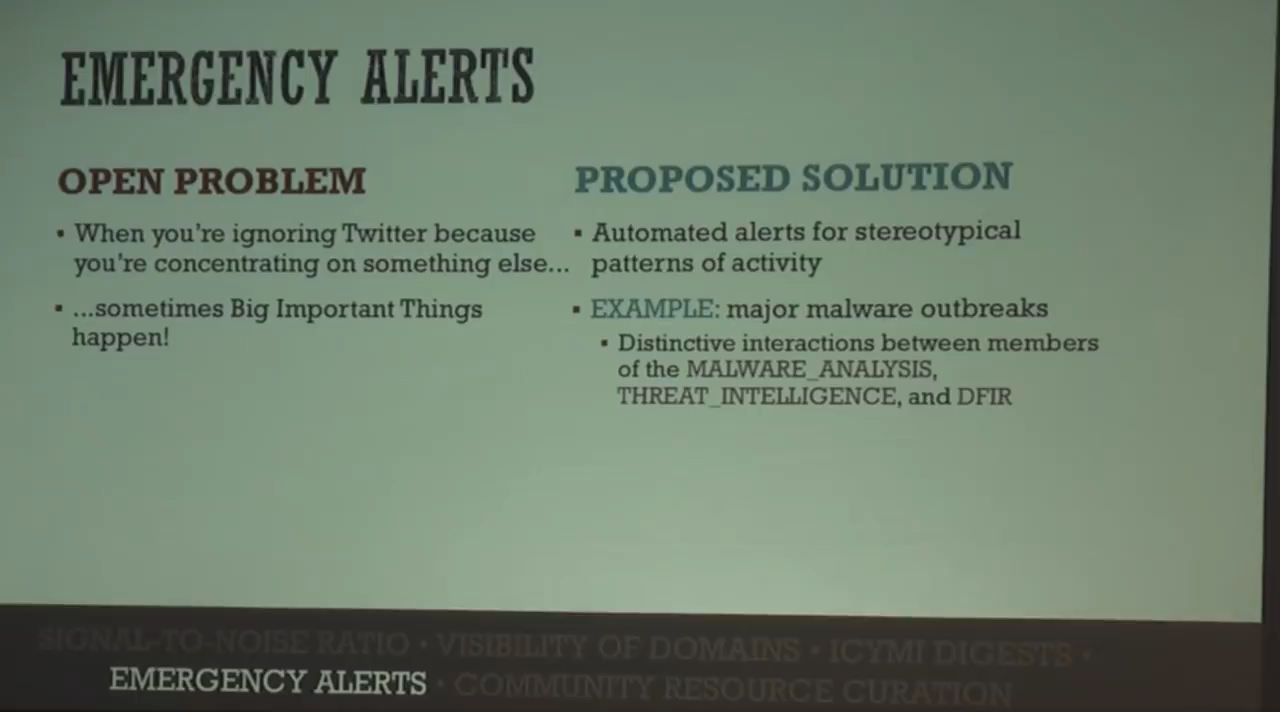 EMERGENCY ALERTS
OPEN PROBLEM
▪ When you're ignoring Twitter because
you're concentrating on something else...
▪ ...sometimes Big Important Things
happen!
PROPOSED SOLUTION
▪ Automated alerts for stereotypical
patterns of activity
▪ EXAMPLE: major malware outbreaks
▪ Distinctive interactions between members
of the MALWARE_ANALYSIS,
THREAT_INTELLIGENCE, and DFIR
SIGNAL-TO-NOISE RATIO • VISIBILITY OF DOMAINS • ICYMI DIGESTS •
EMERGENCY ALERTS • COMMUNITY RESOURCE CURATION